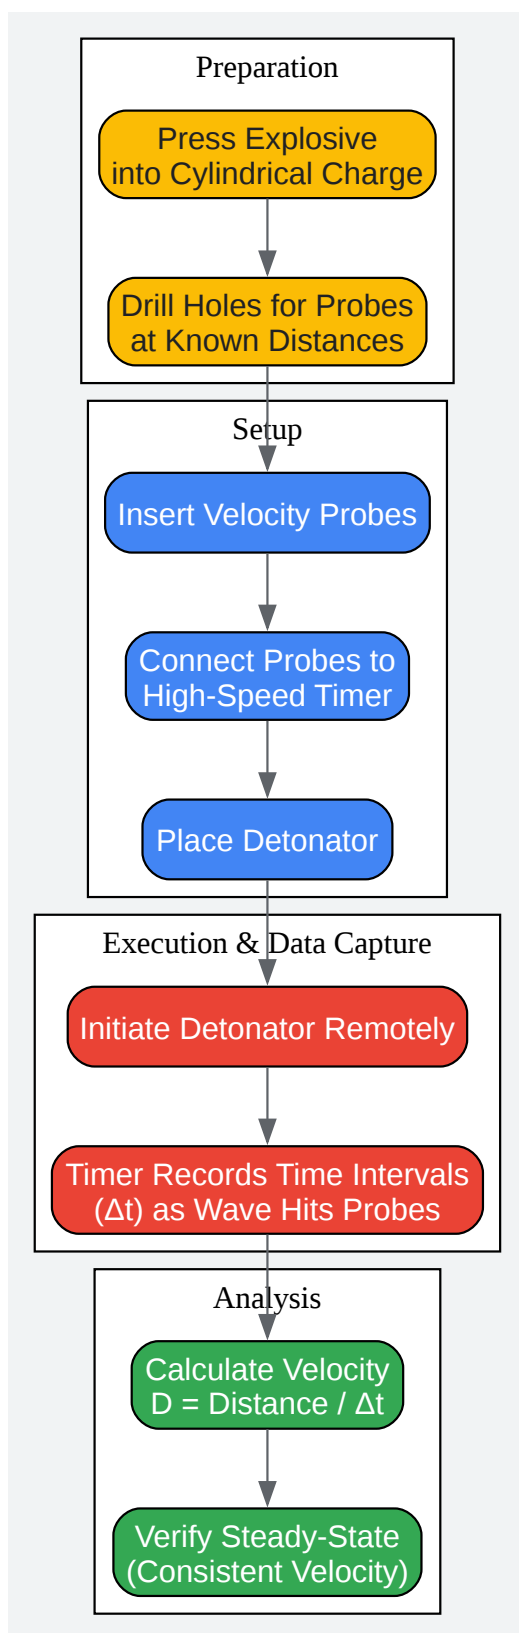 Preparation
Press Explosive
into Cylindrical Charge
Drill Holes for Probes
at Known Distances
Setup
Insert Velocity Probes
Connect Probes to
High-Speed Timer
Place Detonator
Execution & Data Capture
Initiate Detonator Remotely
Timer Records Time Intervals
(Δt) as Wave Hits Probes
Analysis
Calculate Velocity
D = Distance / Δt
Verify Steady-State
(Consistent Velocity)